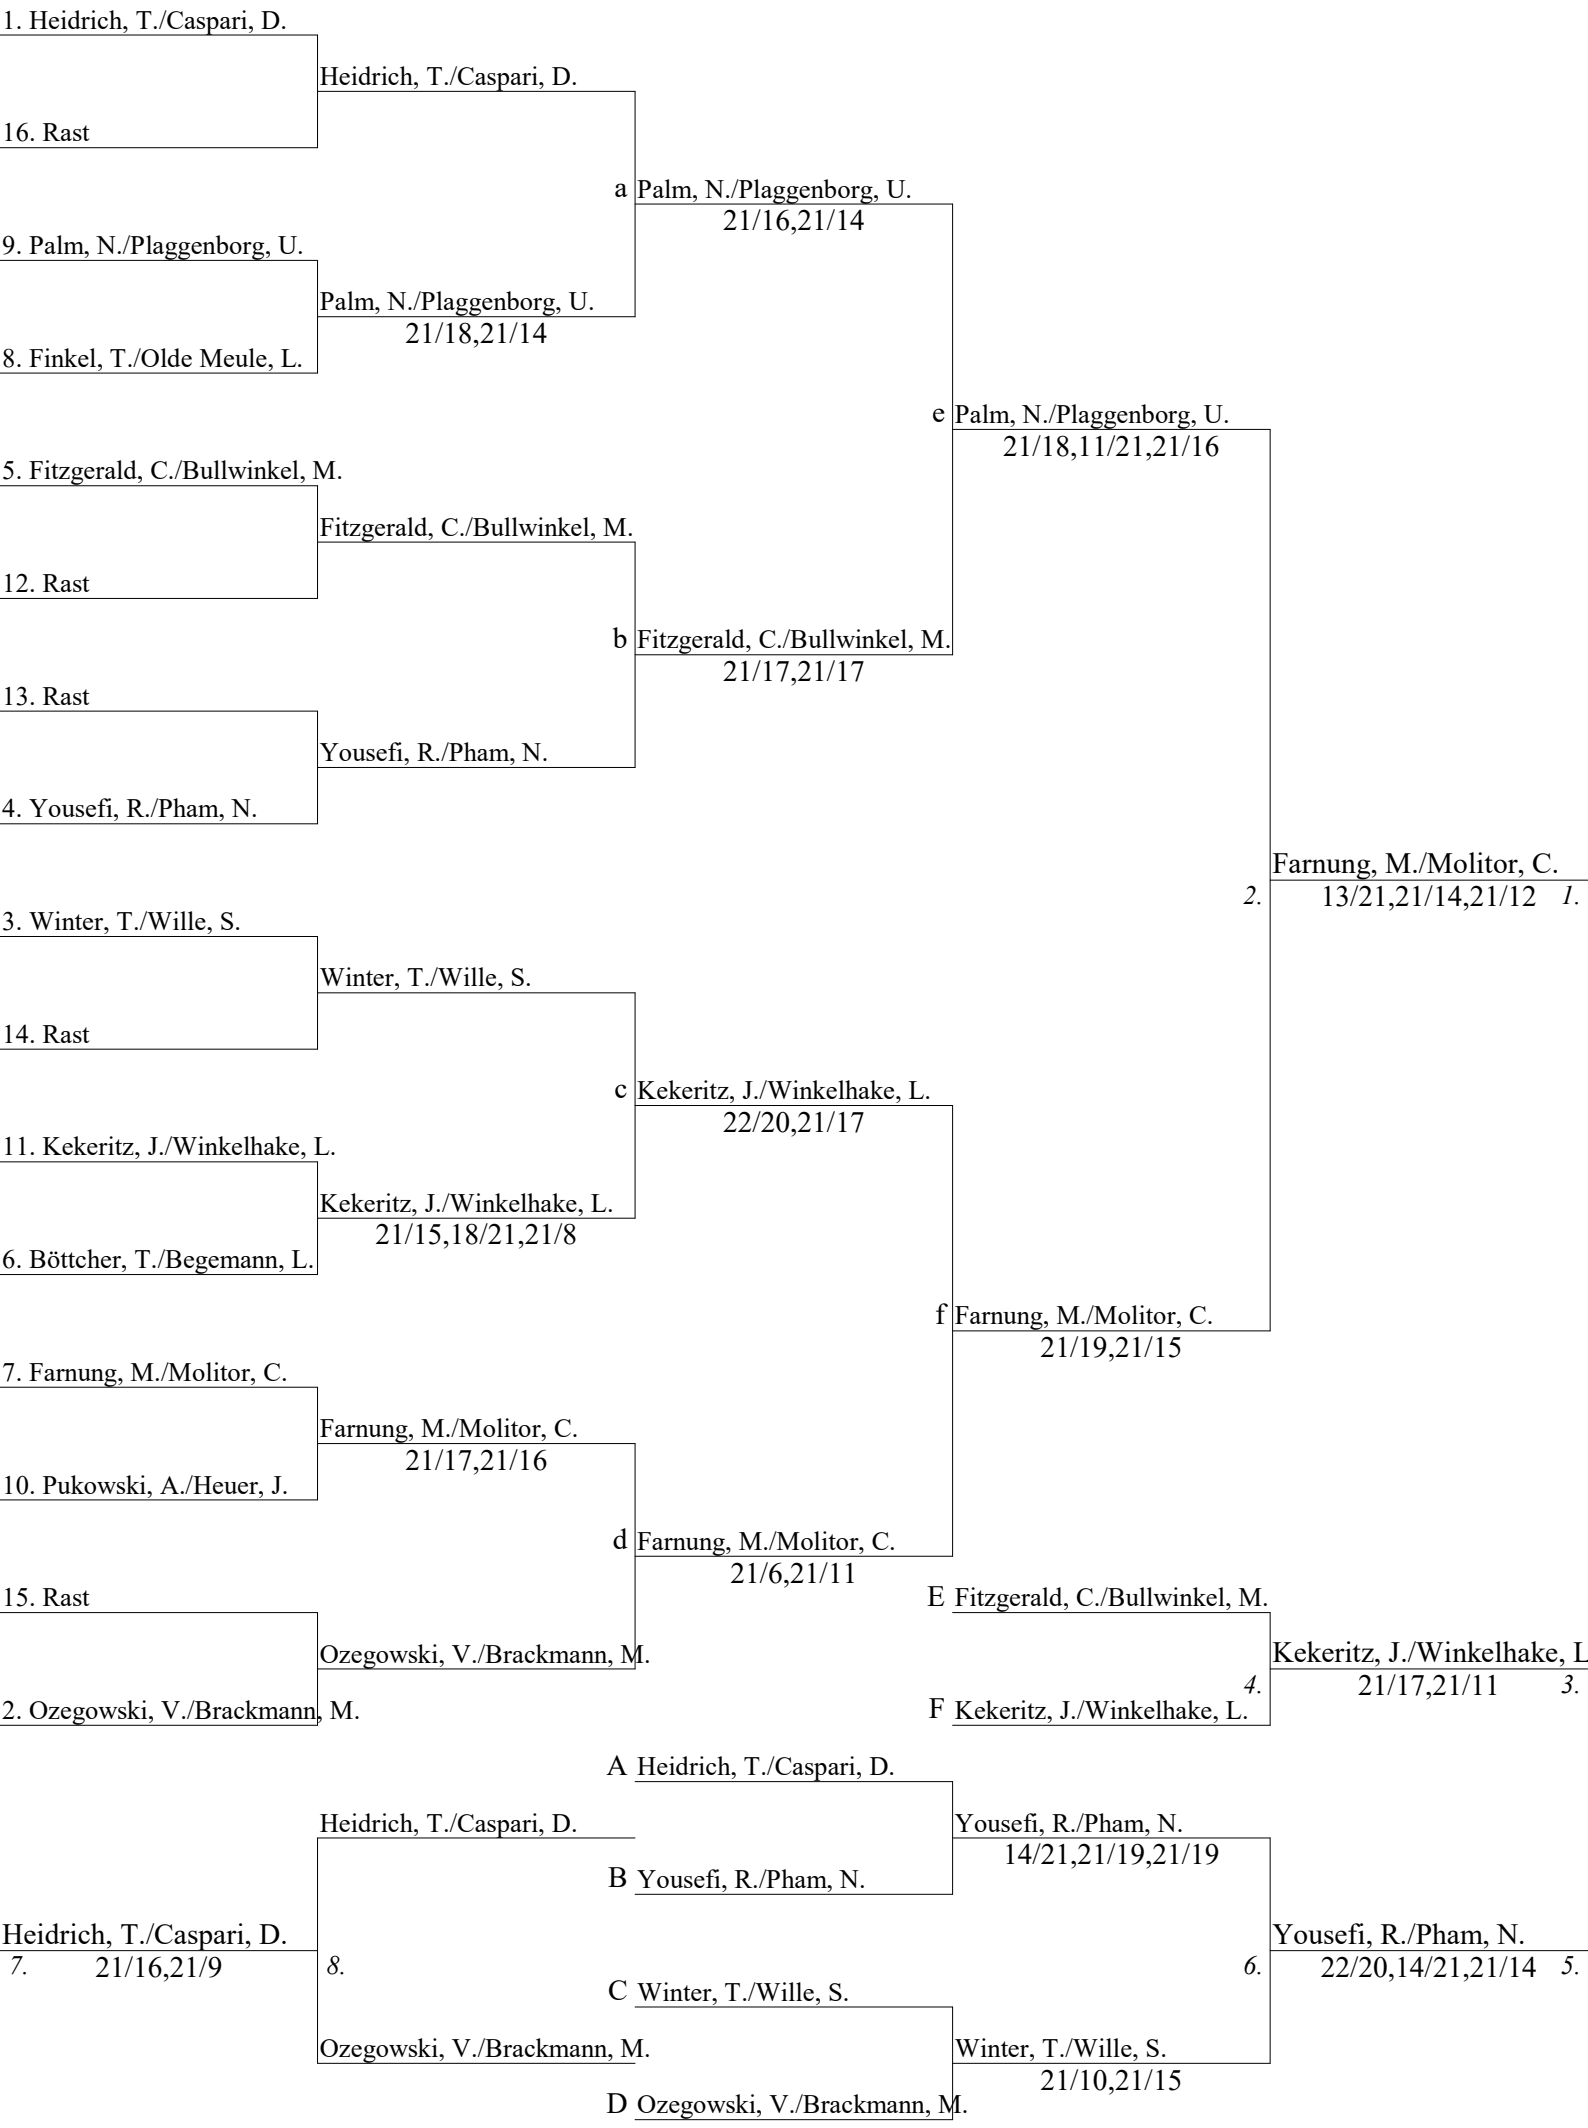 1. Heidrich, T./Caspari, D.
Heidrich, T./Caspari, D.
16. Rast
a Palm, N./Plaggenborg, U.
21/16,21/14
9. Palm, N./Plaggenborg, U.
Palm, N./Plaggenborg, U.
21/18,21/14
8. Finkel, T./Olde Meule, L.
e Palm, N./Plaggenborg, U.
21/18,11/21,21/16
5. Fitzgerald, C./Bullwinkel, M.
Fitzgerald, C./Bullwinkel, M.
12. Rast
b Fitzgerald, C./Bullwinkel, M.
21/17,21/17
13. Rast
Yousefi, R./Pham, N.
4. Yousefi, R./Pham, N.
Farnung, M./Molitor, C.
2. 13/21,21/14,21/12 1.
3. Winter, T./Wille, S.
Winter, T./Wille, S.
14. Rast
c Kekeritz, J./Winkelhake, L.
22/20,21/17
11. Kekeritz, J./Winkelhake, L.
Kekeritz, J./Winkelhake, L.
21/15,18/21,21/8
6. Böttcher, T./Begemann, L.
f Farnung, M./Molitor, C.
21/19,21/15
7. Farnung, M./Molitor, C.
Farnung, M./Molitor, C.
21/17,21/16
10. Pukowski, A./Heuer, J.
d Farnung, M./Molitor, C.
21/6,21/11
15. Rast
E Fitzgerald, C./Bullwinkel, M.
Ozegowski, V./Brackmann, M.
Kekeritz, J./Winkelhake, L
4. 21/17,21/11 3.
2. Ozegowski, V./Brackmann, M.
F Kekeritz, J./Winkelhake, L.
A Heidrich, T./Caspari, D.
Heidrich, T./Caspari, D.
Yousefi, R./Pham, N.
14/21,21/19,21/19
B Yousefi, R./Pham, N.
Heidrich, T./Caspari, D.
7. 21/16,21/9 8.
Yousefi, R./Pham, N.
6. 22/20,14/21,21/14 5.
C Winter, T./Wille, S.
Ozegowski, V./Brackmann, M.
Winter, T./Wille, S.
21/10,21/15
D Ozegowski, V./Brackmann, M.